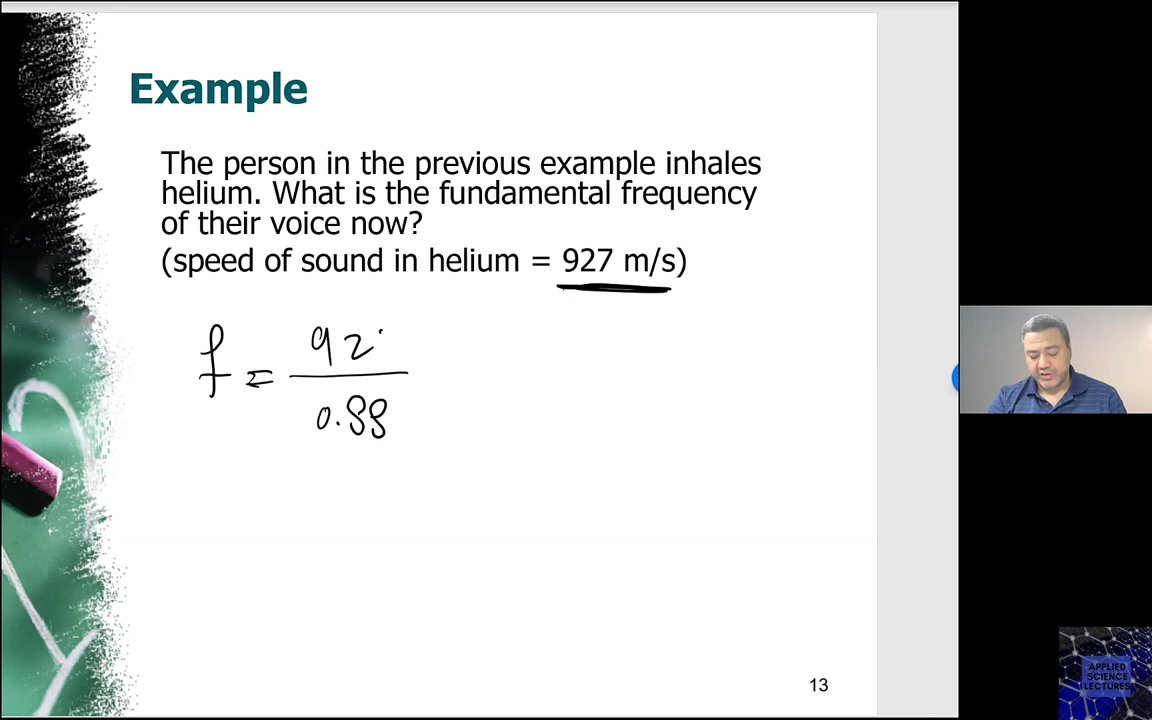 Example
The person in the previous example inhales
helium. What is the fundamental frequency
of their voice now?
(speed of sound in helium = 927 m/s)
f = 92
0.88
13
APPLIED
SCIENCE
LECTURES